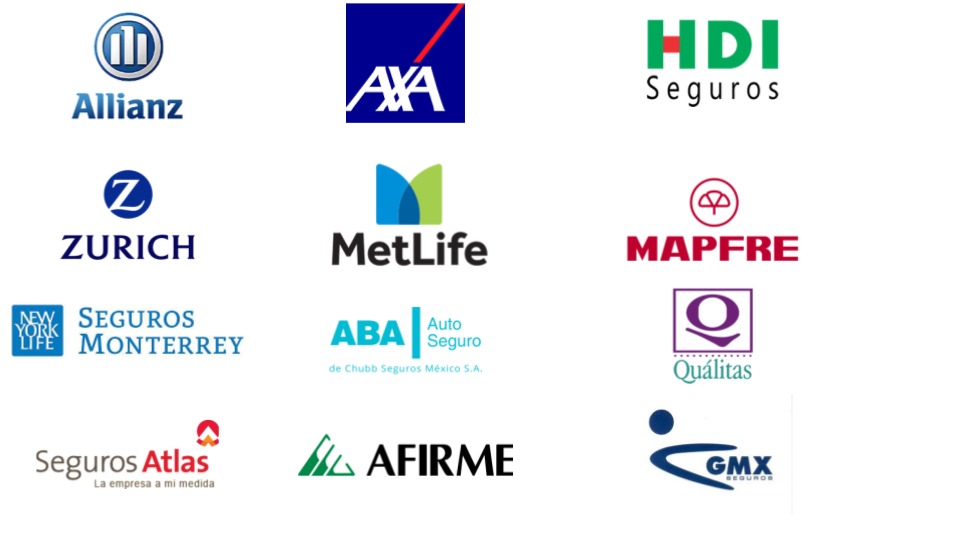 Allianz
AXA
HDI
Seguros
Z
ZURICH
MetLife
MAPFRE
NEW
YORK
LIFE
SEGUROS
MONTERREY
ABA
Auto
Seguro
de Chubb Seguros México S.A.
Q
Quálitas
Seguros Atlas
La empresa a mi medida
AFIRME
GMX
SEGUROS